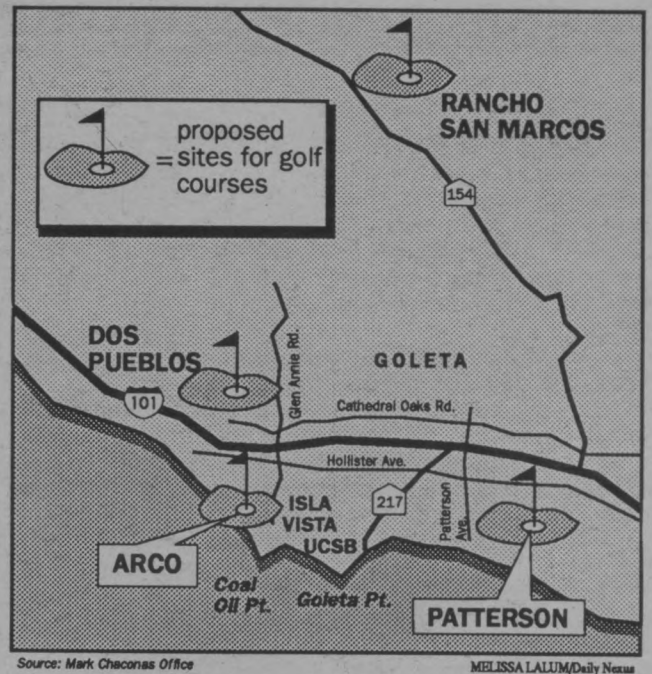 RANCHO
SAN MARCOS
proposed
= sites for golf
courses
154
DOS
PUEBLOS
Glen Annie Rd.
GOLETA
101
Cathedral Oaks Rd.
Hollister Ave.
ISLA
VISTA
UCSB
217
Patterson
Ave.
ARCO
Coal
Oil Pt.
Goleta Pt.
PATTERSON
Source: Mark Chaconas Office
MELISSA LALUM/Daily Nexus